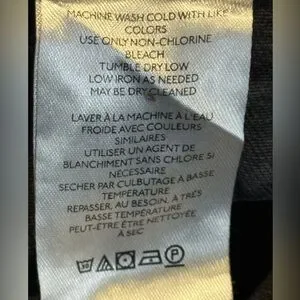 MACHINE WASH COLD WITH LIKE
COLORS
USE ONLY NON-CHLORINE
BLEACH
TUMBLE DRY LOW
LOW IRON AS NEEDED
MAY BE DRY CLEANED
LAVER À LA MACHINE À L'EAU
FROIDE AVEC COULEURS
SIMILAIRES
UTILISER UN AGENT DE
BLANCHIMENT SANS CHLORE SI
NÉCESSAIRE
SECHER PAR CULBUTAGE À BASSE
TEMPERATURE
REPASSER, AU BESOIN, À TRÈS
BASSE TEMPÉRATURE
PEUT-ÊTRE ÊTRE NETTOYÉE
À SEC
P